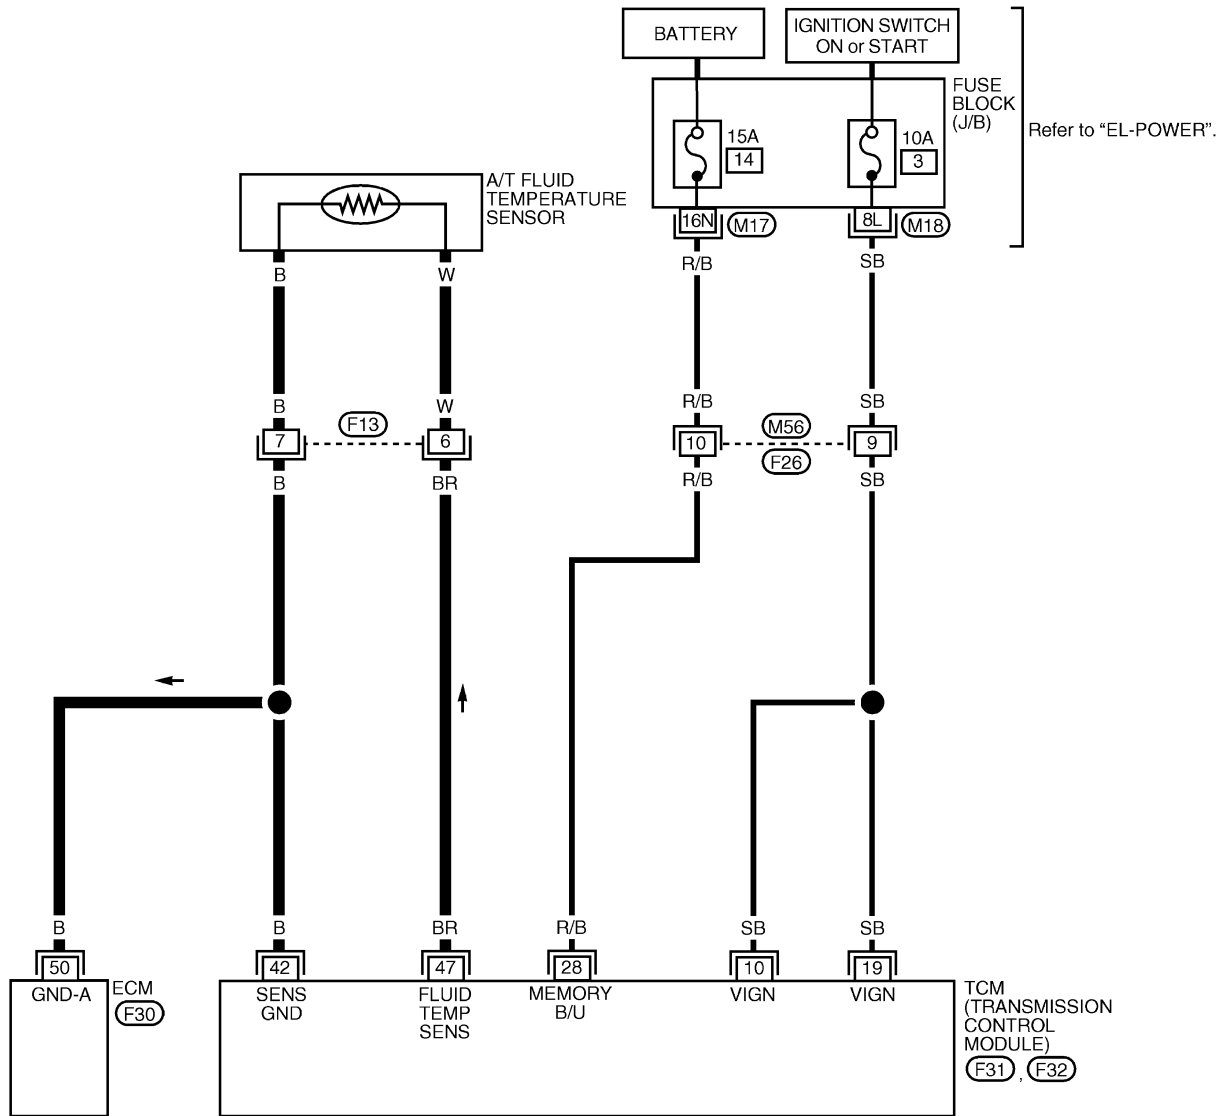 BATTERY
IGNITION SWITCH
ON or START
FUSE
BLOCK
(J/B)
Refer to “EL-POWER”.
15A
14
10A
3
A/T FLUID
TEMPERATURE
SENSOR
16N
M17
8L
M18
B
W
R/B
SB
B
W
R/B
SB
7
F13
6
10
M56
F26
9
B
BR
R/B
SB
B
B
BR
R/B
SB
SB
50
42
47
28
10
19
GND-A
ECM
F30
SENS
GND
FLUID
TEMP
SENS
MEMORY
B/U
VIGN
VIGN
TCM
(TRANSMISSION
CONTROL
MODULE)
F31 , F32